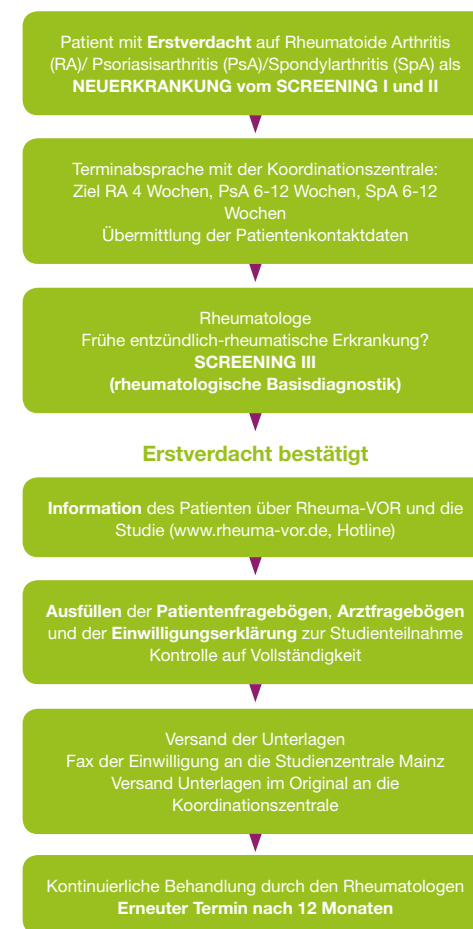 Patient mit Erstverdacht auf Rheumatoide Arthritis
(RA)/ Psoriasisarthritis (PsA)/Spondylarthritis (SpA) als
NEUERKRANKUNG vom SCREENING I und II
Terminabsprache mit der Koordinationszentrale:
Ziel RA 4 Wochen, PsA 6-12 Wochen, SpA 6-12
Wochen
Übermittlung der Patientenkontaktdaten
Rheumatologe
Frühe entzündlich-rheumatische Erkrankung?
SCREENING III
(rheumatologische Basisdiagnostik)
Erstverdacht bestätigt
Information des Patienten über Rheuma-VOR und die
Studie (www.rheuma-vor.de, Hotline)
Ausfüllen der Patientenfragebögen, Arztfragebögen
und der Einwilligungserklärung zur Studienteilnahme
Kontrolle auf Vollständigkeit
Versand der Unterlagen
Fax der Einwilligung an die Studienzentrale Mainz
Versand Unterlagen im Original an die
Koordinationszentrale
Kontinuierliche Behandlung durch den Rheumatologen
Erneuter Termin nach 12 Monaten